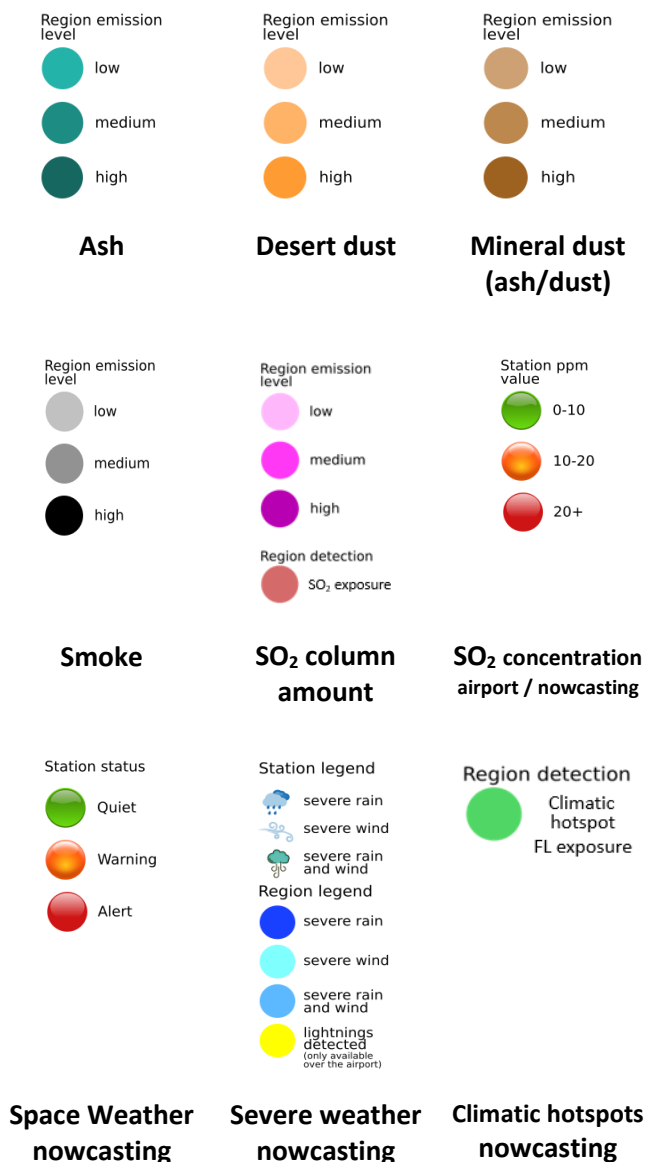 Region emission
level
low
medium
high
Ash
Region emission
level
low
medium
high
Desert dust
Region emission
level
low
medium
high
Mineral dust
(ash/dust)
Region emission
level
low
medium
high
Smoke
Region emission
level
low
medium
high
Region detection
SO₂ exposure
SO₂ column
amount
Station ppm
value
0-10
10-20
20+
SO₂ concentration
airport / nowcasting
Station status
Quiet
Warning
Alert
Space Weather
nowcasting
Station legend
severe rain
severe wind
severe rain
and wind
Region legend
severe rain
severe wind
severe rain
and wind
lightnings
detected
(only available
over the airport)
Severe weather
nowcasting
Region detection
Climatic
hotspot
FL exposure
Climatic hotspots
nowcasting